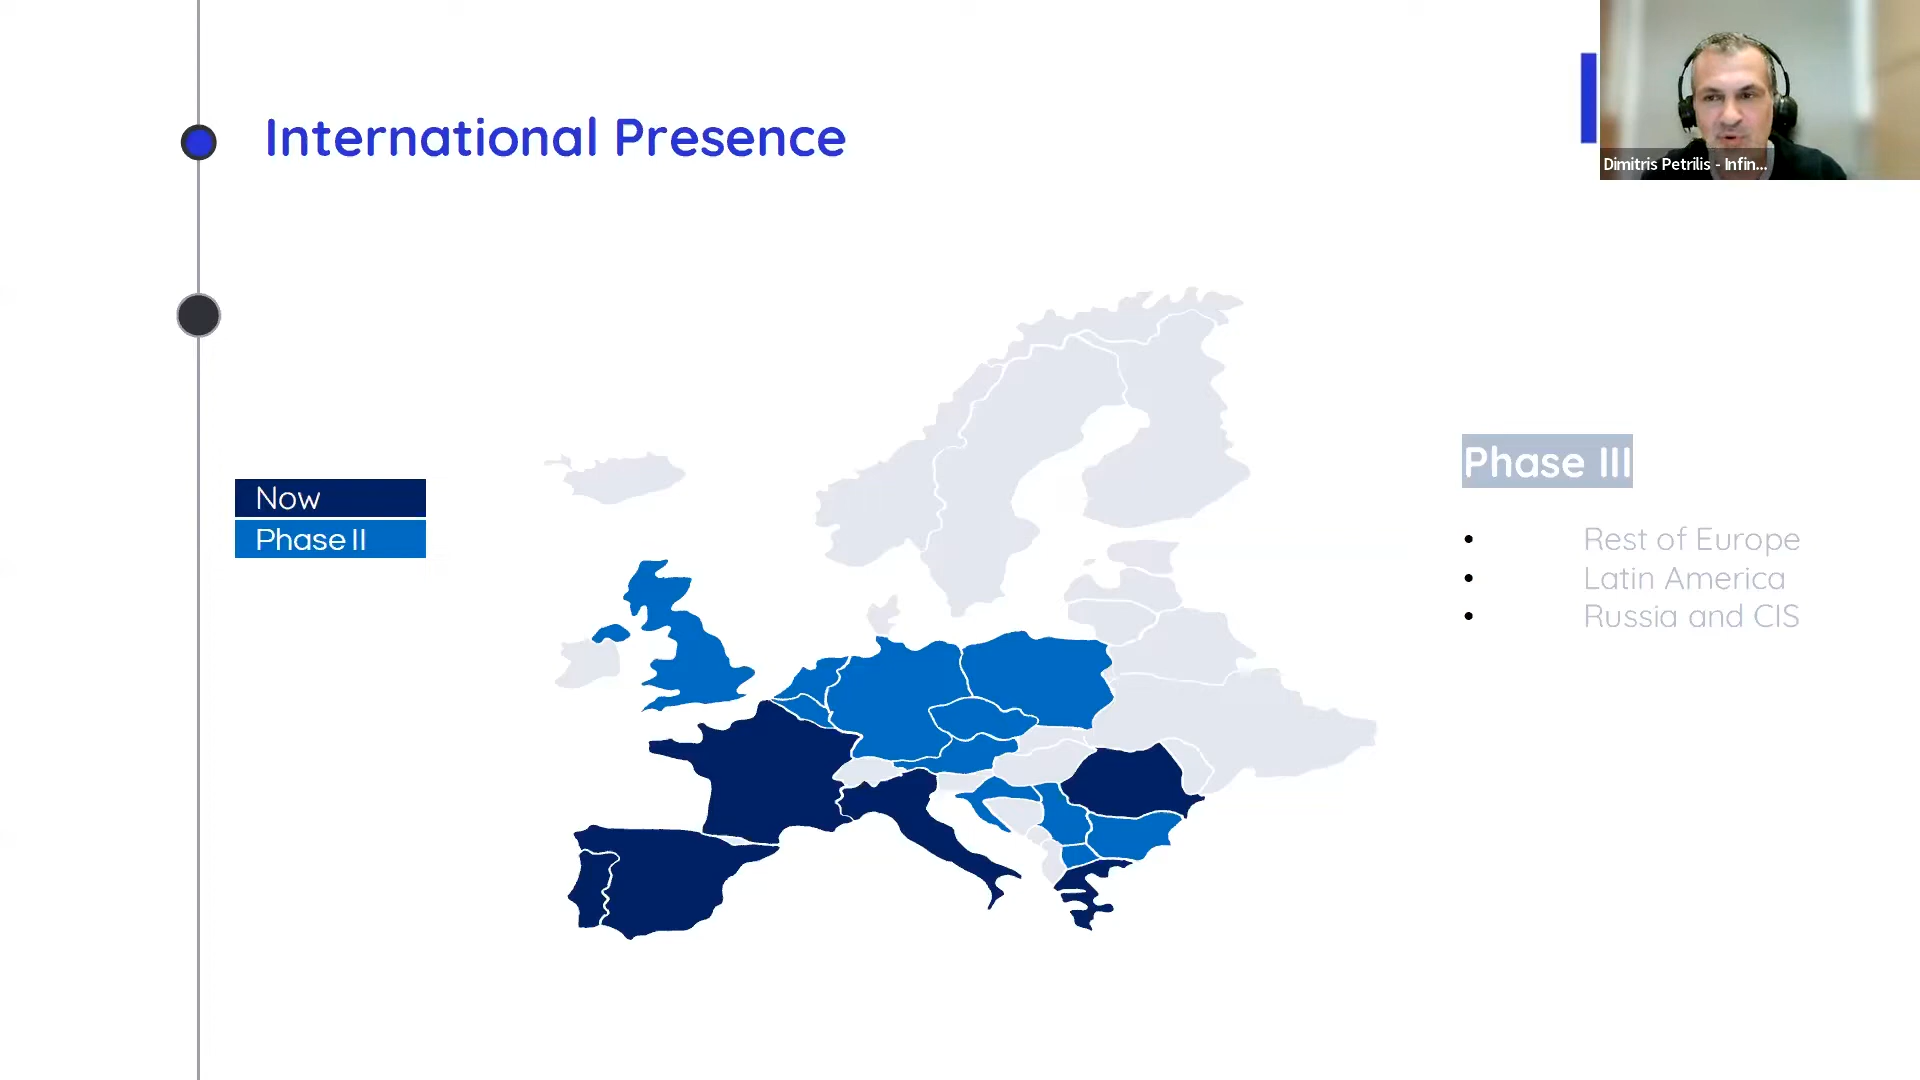 International Presence
Dimitris Petrilis - Infin...
Now
Phase II
Phase III
• Rest of Europe
• Latin America
• Russia and CIS